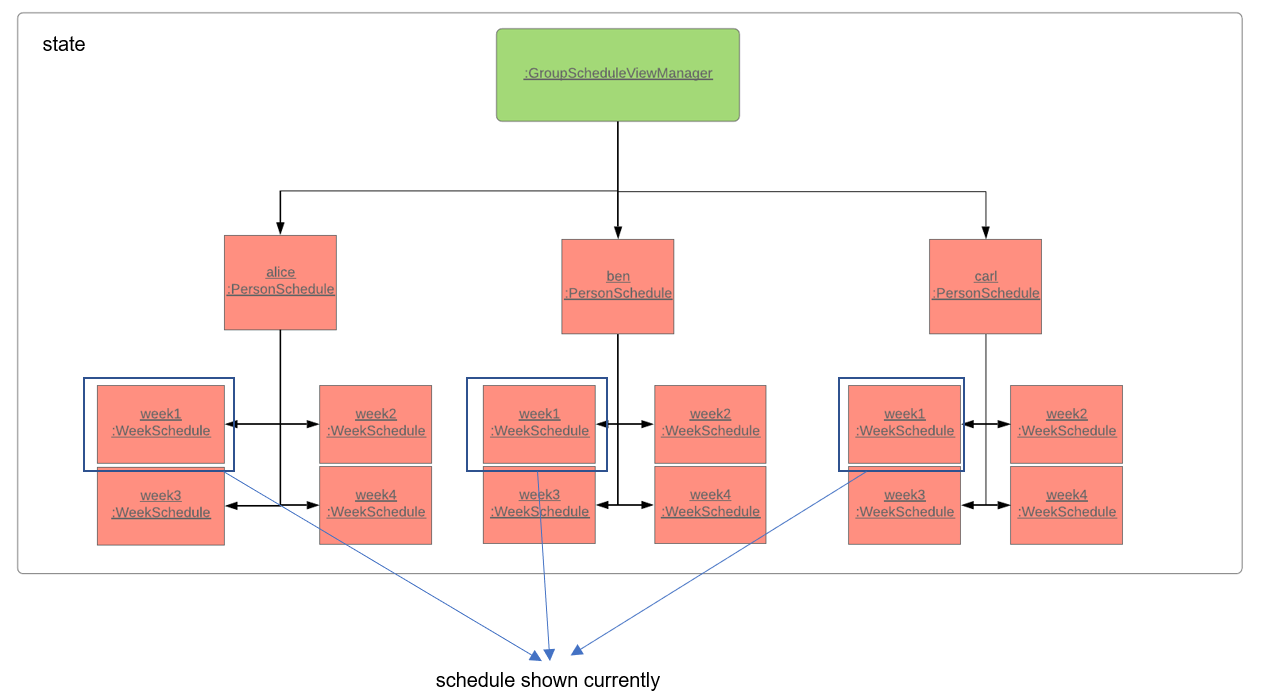 state
:GroupScheduleViewManager
alice
:PersonSchedule
ben
:PersonSchedule
carl
:PersonSchedule
week1
:WeekSchedule
week2
:WeekSchedule
week1
:WeekSchedule
week2
:WeekSchedule
week1
:WeekSchedule
week2
:WeekSchedule
week3
:WeekSchedule
week4
:WeekSchedule
week3
:WeekSchedule
week4
:WeekSchedule
week3
:WeekSchedule
week4
:WeekSchedule
schedule shown currently